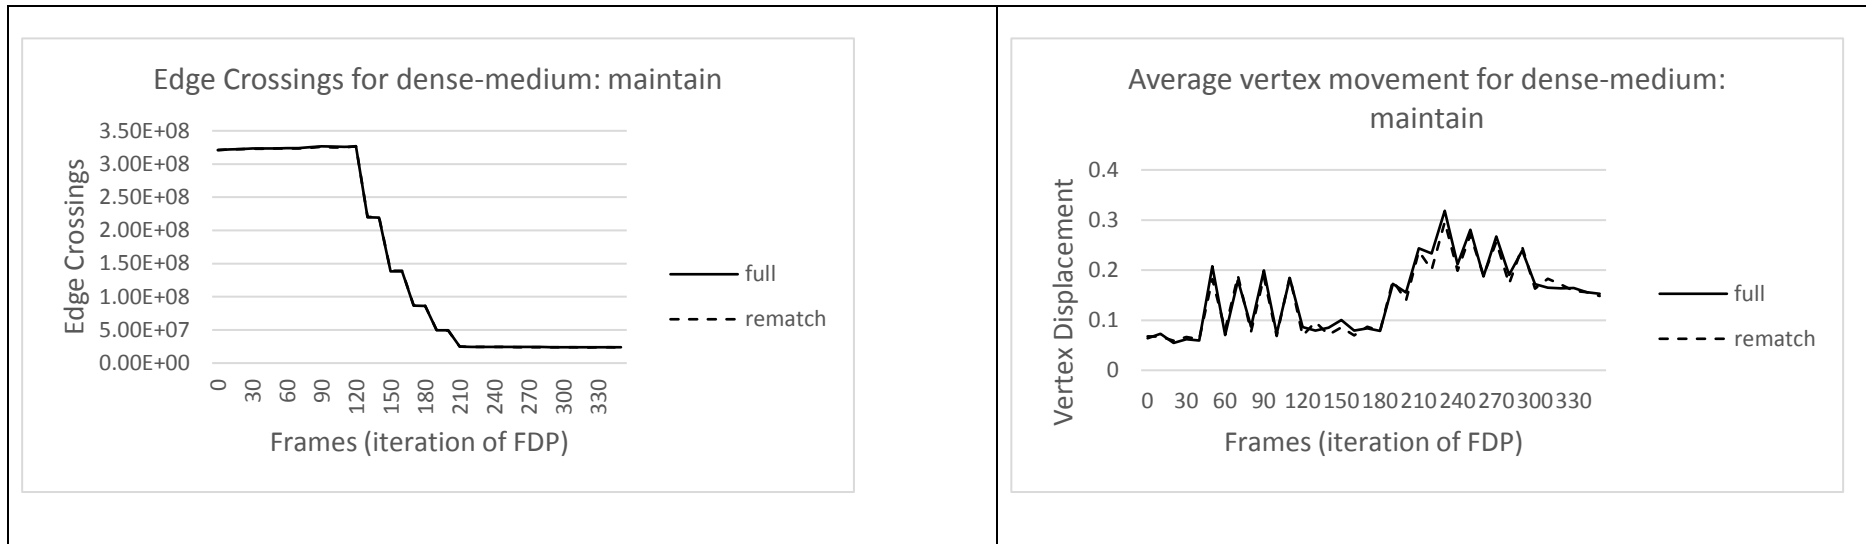 Edge Crossings for dense-medium: maintain
3.50E+08
3.00E+08
2.50E+08
2.00E+08
1.50E+08
1.00E+08
5.00E+07
0.00E+00
Edge Crossings
0 30 60 90 120 150 180 210 240 270 300 330
Frames (iteration of FDP)
full
rematch
Average vertex movement for dense-medium:
maintain
0.4
0.3
0.2
0.1
0
Vertex Displacement
0 30 60 90 120 150 180 210 240 270 300 330
Frames (iteration of FDP)
full
rematch